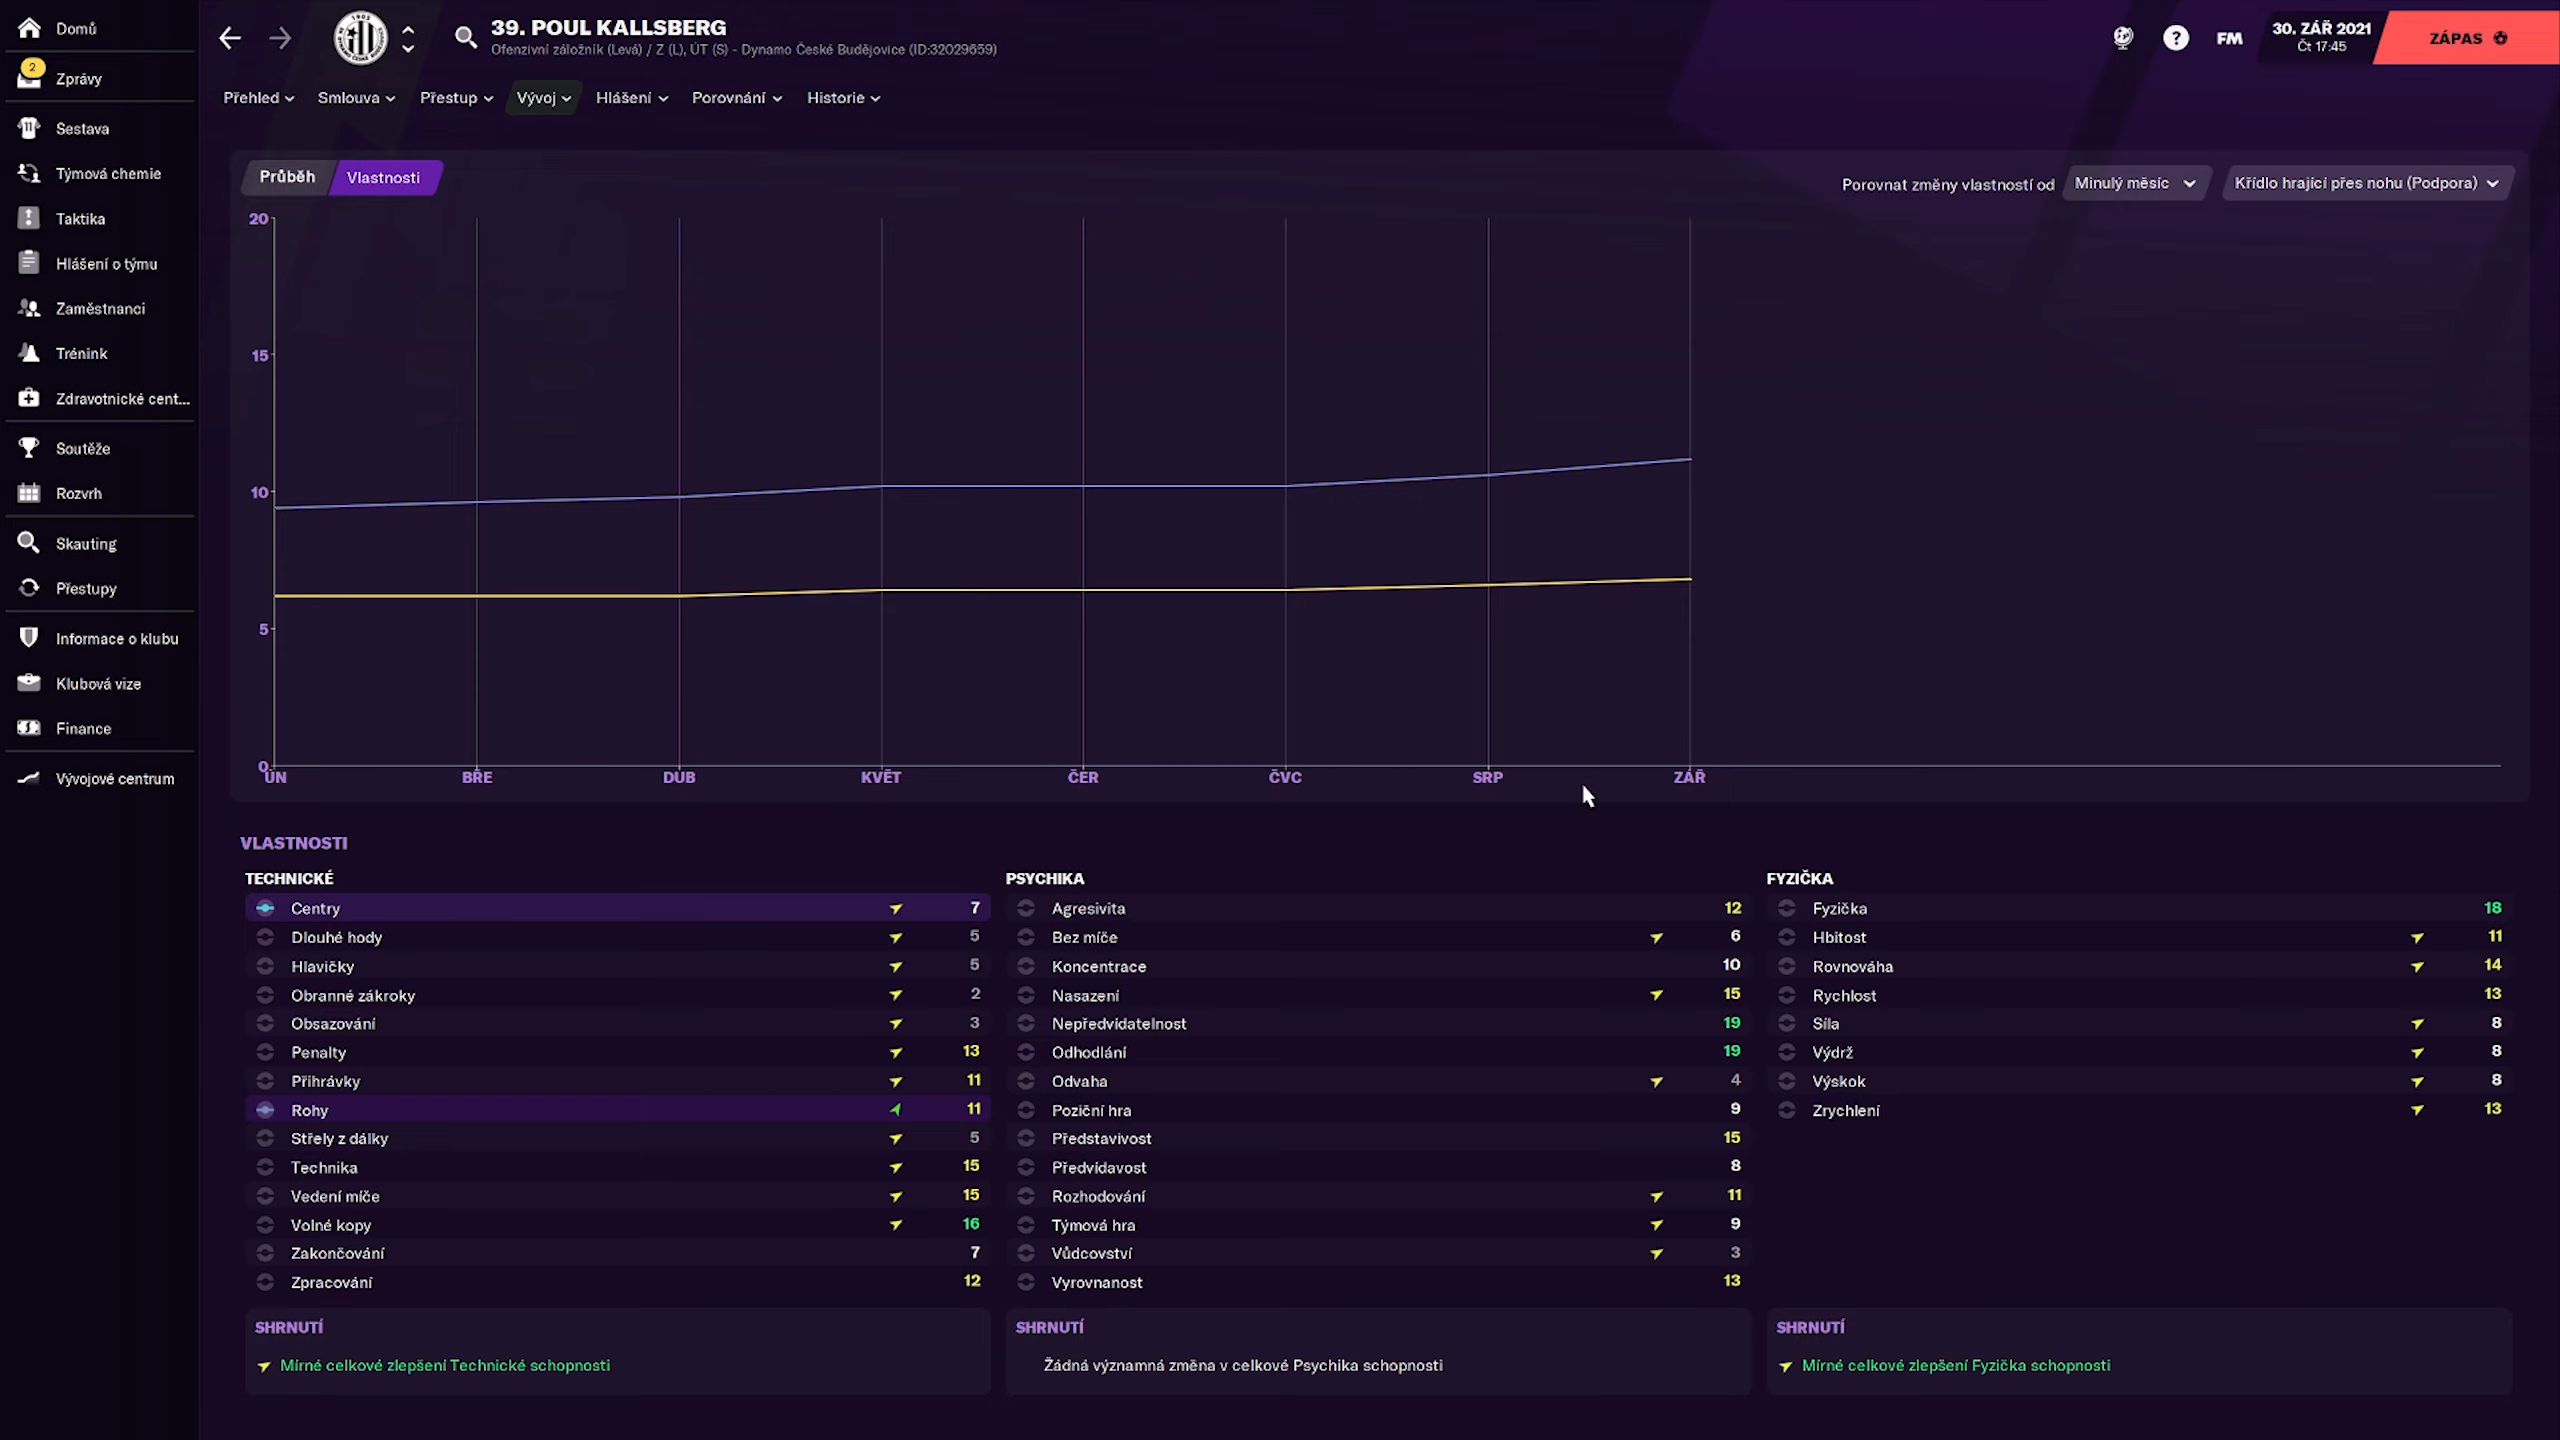 Domů
2
Zprávy
Sestava
Týmová chemie
Taktika
Hlášení o týmu
Zaměstnanci
Trénink
Zdravotnické cent...
Soutěže
Rozvrh
Skauting
Přestupy
Informace o klubu
Klubová vize
Finance
Vývojové centrum
39. POUL KALLSBERG
Ofenzivní záložník (Levá) / Z (L), ÚT (S) - Dynamo České Budějovice (ID:32029659)
FM
30. ZÁŘ 2021
Čt 17:45
ZÁPAS
Přehled
Smlouva
Přestup
Vývoj
Hlášení
Porovnání
Historie
Průběh
Vlastnosti
Porovnat změny vlastností od
Minulý měsíc
Křídlo hrající přes nohu (Podpora)
20
15
10
5
0
ÚN
BŘE
DUB
KVĚT
ČER
ČVC
SRP
ZÁŘ
VLASTNOSTI
TECHNICKÉ
Centry 7
Dlouhé hody 5
Hlavičky 5
Obranné zákroky 2
Obsazování 3
Penalty 13
Přihrávky 11
Rohy 11
Střely z dálky 5
Technika 15
Vedení míče 15
Volné kopy 16
Zakončování 7
Zpracování 12
SHRNUTÍ
Mírné celkové zlepšení Technické schopnosti
PSYCHIKA
Agresivita 12
Bez míče 6
Koncentrace 10
Nasazení 15
Nepředvídatelnost 19
Odhodlání 19
Odvaha 4
Poziční hra 9
Představivost 15
Předvídavost 8
Rozhodování 11
Týmová hra 9
Vůdcovství 3
Vyrovnanost 13
SHRNUTÍ
Žádná významná změna v celkové Psychika schopnosti
FYZIČKA
Fyzička 18
Hbitost 11
Rovnováha 14
Rychlost 13
Síla 8
Výdrž 8
Výskok 8
Zrychlení 13
SHRNUTÍ
Mírné celkové zlepšení Fyzička schopnosti